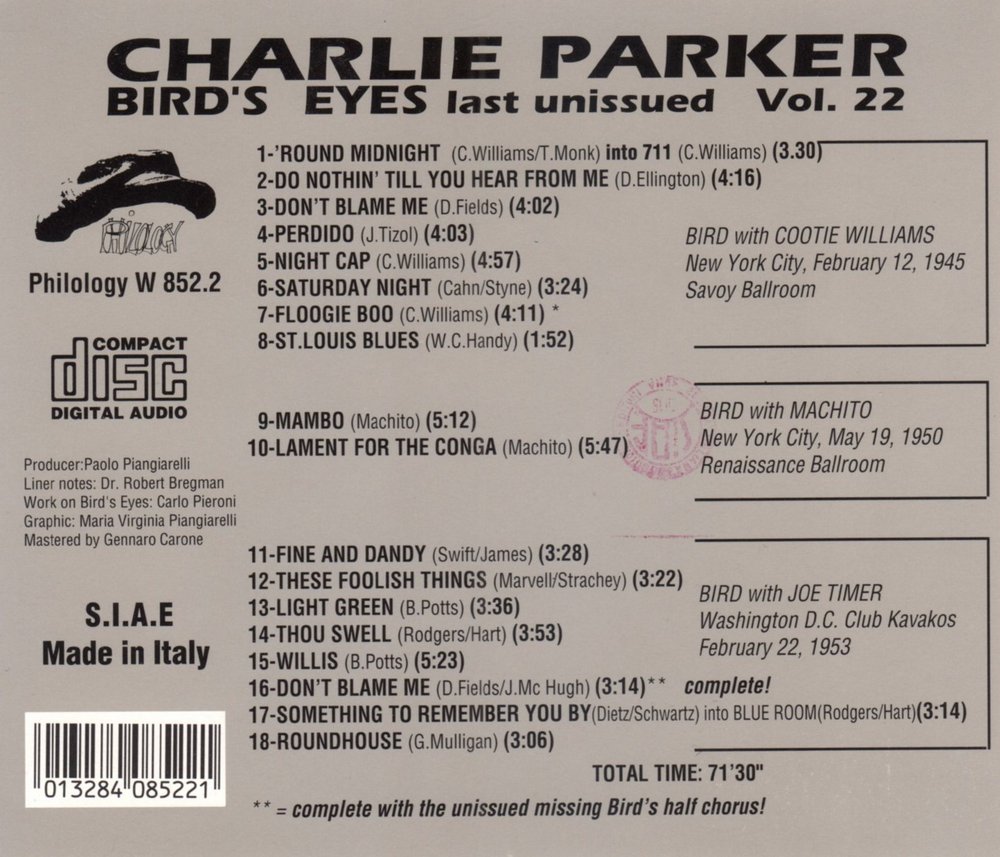 CHARLIE PARKER
BIRD'S EYES last unissued Vol. 22
PHILOLOGY
Philology W 852.2
COMPACT
disc
DIGITAL AUDIO
Producer:Paolo Piangiarelli
Liner notes: Dr. Robert Bregman
Work on Bird's Eyes: Carlo Pieroni
Graphic: Maria Virginia Piangiarelli
Mastered by Gennaro Carone
S.I.A.E
Made in Italy
013284 085221
1-'ROUND MIDNIGHT (C.Williams/T.Monk) into 711 (C.Williams) (3.30)
2-DO NOTHIN' TILL YOU HEAR FROM ME (D.Ellington) (4:16)
3-DON'T BLAME ME (D.Fields) (4:02)
4-PERDIDO (J.Tizol) (4:03)
5-NIGHT CAP (C.Williams) (4:57)
6-SATURDAY NIGHT (Cahn/Styne) (3:24)
7-FLOOGIE BOO (C.Williams) (4:11) *
8-ST.LOUIS BLUES (W.C.Handy) (1:52)
BIRD with COOTIE WILLIAMS
New York City, February 12, 1945
Savoy Ballroom
9-MAMBO (Machito) (5:12)
10-LAMENT FOR THE CONGA (Machito) (5:47)
BIRD with MACHITO
New York City, May 19, 1950
Renaissance Ballroom
11-FINE AND DANDY (Swift/James) (3:28)
12-THESE FOOLISH THINGS (Marvell/Strachey) (3:22)
13-LIGHT GREEN (B.Potts) (3:36)
14-THOU SWELL (Rodgers/Hart) (3:53)
15-WILLIS (B.Potts) (5:23)
16-DON'T BLAME ME (D.Fields/J.Mc Hugh) (3:14)** complete!
17-SOMETHING TO REMEMBER YOU BY(Dietz/Schwartz) into BLUE ROOM(Rodgers/Hart)(3:14)
18-ROUNDHOUSE (G.Mulligan) (3:06)
BIRD with JOE TIMER
Washington D.C. Club Kavakos
February 22, 1953
TOTAL TIME: 71'30"
** = complete with the unissued missing Bird's half chorus!